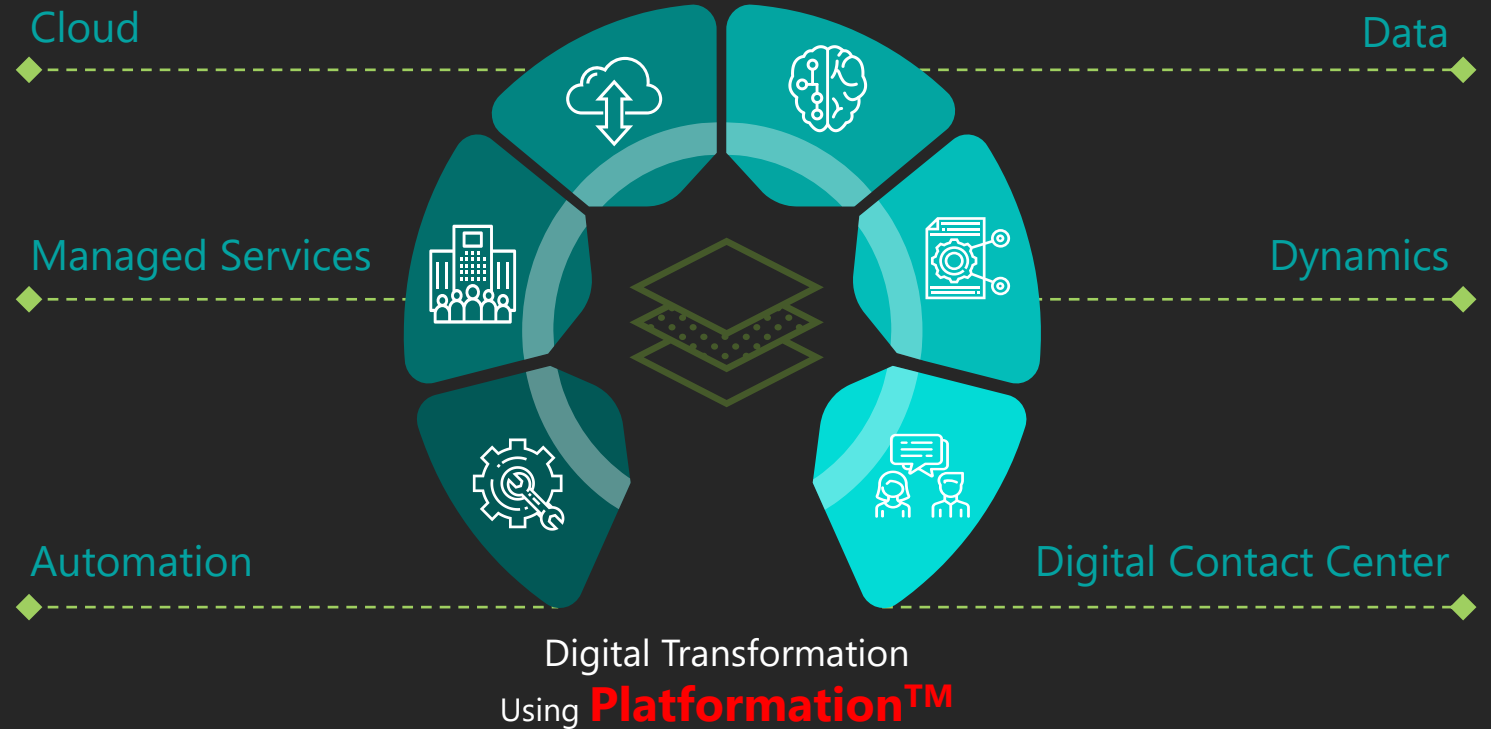 Cloud
Data
Managed Services
Dynamics
Automation
Digital Contact Center
Digital Transformation
Using Platformation™